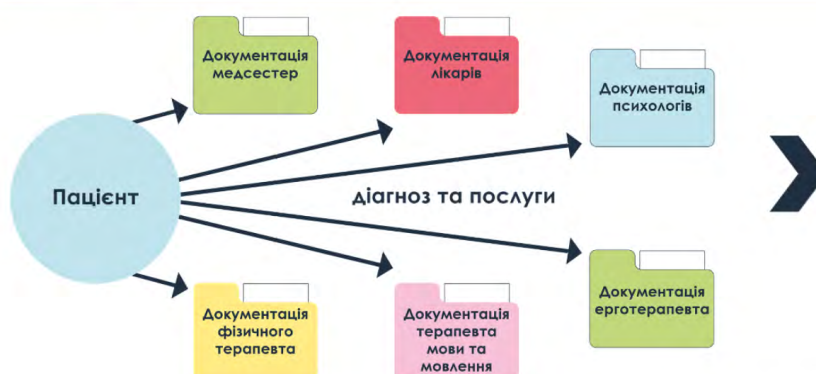 Документація
медсестер
Документація
лікарів
Документація
психологів
Пацієнт
діагноз та послуги
Документація
фізичного
терапевта
Документація
терапевта
мови та
мовлення
Документація
ерготерапевта